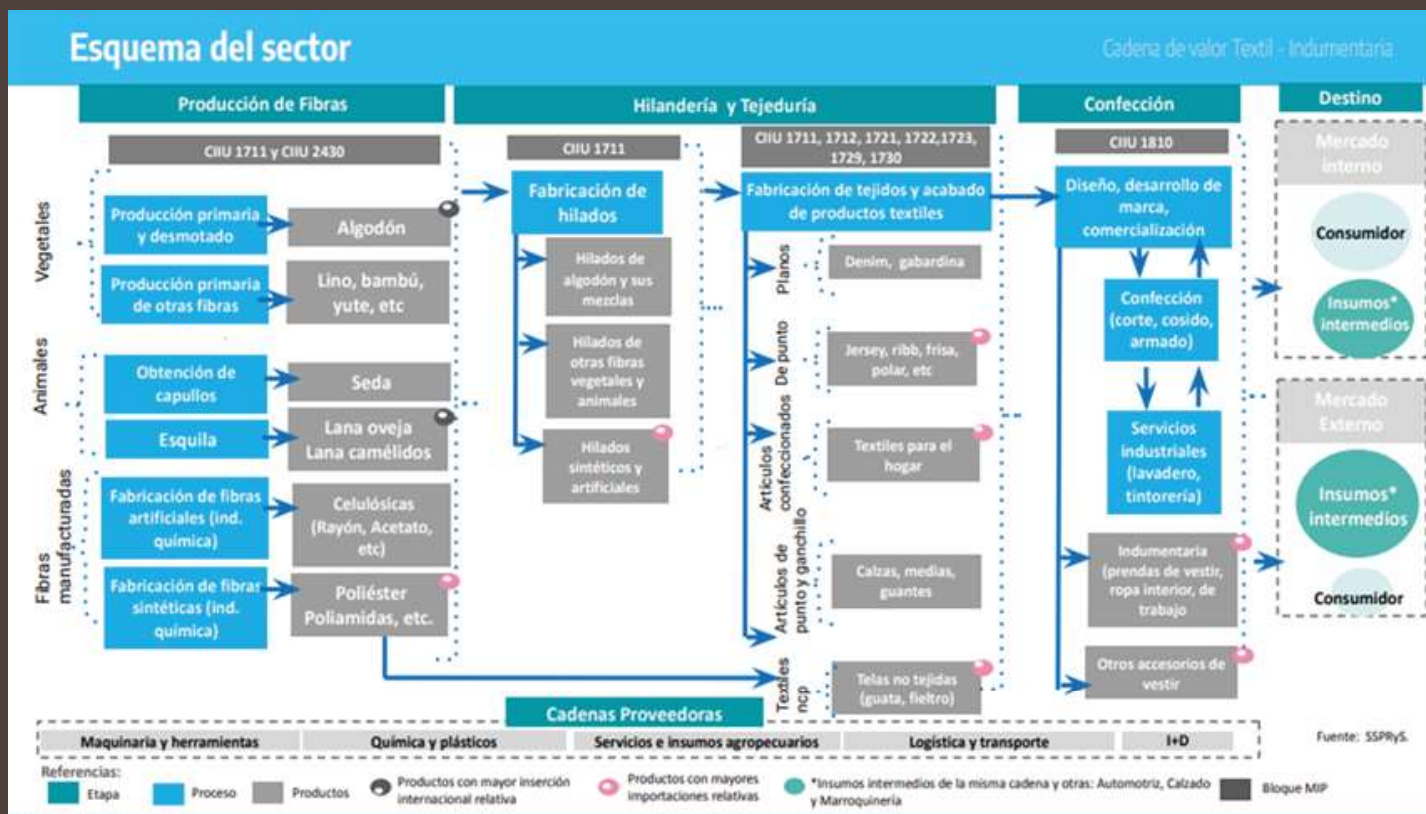 Esquema del sector
Cadena de valor Textil - Indumentaria
Producción de Fibras
Hilandería y Tejeduría
Confección
Destino
CIIU 1711 y CIIU 2430
CIIU 1711
CIIU 1711, 1712, 1721, 1722,1723,
1729, 1730
CIIU 1810
Vegetales
Producción primaria
y desmotado
Algodón
Producción primaria
de otras fibras
Lino, bambú,
yute, etc
Animales
Obtención de
capullos
Seda
Esquila
Lana oveja
Lana camélidos
Fibras
manufacturadas
Fabricación de fibras
artificiales (ind.
química)
Celulósicas
(Rayón, Acetato,
etc)
Fabricación de fibras
sintéticas (ind.
química)
Poliéster
Poliamidas, etc.
Fabricación de
hilados
Hilados de
algodón y sus
mezclas
Hilados de
otras fibras
vegetales y
animales
Hilados
sintéticos y
artificiales
Fabricación de tejidos y acabado
de productos textiles
Planos
Denim, gabardina
De punto
Jersey, ribb, frisa,
polar, etc
Artículos
confeccionados
Textiles para el
hogar
Artículos de
punto y ganchillo
Calzas, medias,
guantes
Textiles
ncp
Telas no tejidas
(guata, fieltro)
Diseño, desarrollo de
marca,
comercialización
Confección
(corte, cosido,
armado)
Servicios
industriales
(lavadero,
tintorería)
Indumentaria
(prendas de vestir,
ropa interior, de
trabajo
Otros accesorios de
vestir
Mercado
interno
Consumidor
Insumos*
intermedios
Mercado
Externo
Insumos*
intermedios
Consumidor
Cadenas Proveedoras
Maquinaria y herramientas
Química y plásticos
Servicios e insumos agropecuarios
Logística y transporte
I+D
Fuente: SSPRyS.
Referencias:
Etapa
Proceso
Productos
Productos con mayor inserción
internacional relativa
Productos con mayores
importaciones relativas
*Insumos intermedios de la misma cadena y otras: Automotriz, Calzado
y Marroquinería
Bloque MIP